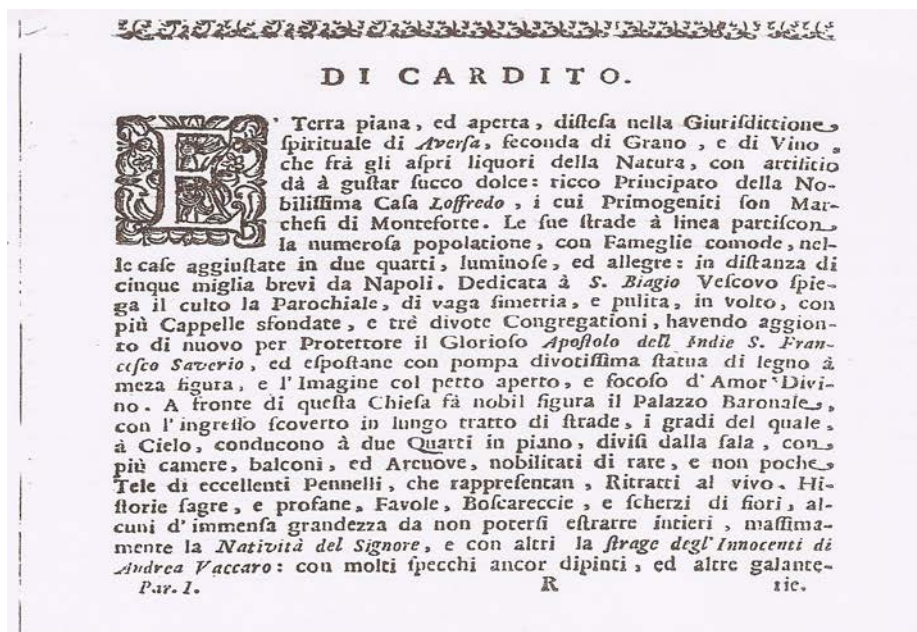 DI CARDITO.
E' Terra piana, ed aperta, distesa nella Giurisdittione
spirituale di Aversa, feconda di Grano, e di Vino,
che frà gli aspri liquori della Natura, con artificio
dà à gustar succo dolce: ricco Principato della No-
bilissima Casa Loffredo, i cui Primogeniti son Mar-
chesi di Monteforte. Le sue strade à linea partiscon
la numerosa popolatione, con Fameglie comode, nel-
le case aggiustate in due quarti, luminose, ed allegre: in distanza di
cinque miglia brevi da Napoli. Dedicata à S. Biagio Vescovo spie-
ga il culto la Parochiale, di vaga simetria, e pulita, in volto, con
più Cappelle sfondate, e trè divote Congregationi, havendo aggion-
to di nuovo per Protettore il Glorioso Apostolo dell Indie S. Fran-
cesco Saverio, ed espostane con pompa divotissima statua di legno à
meza figura, e l'Imagine col petto aperto, e focoso d'Amor Divi-
no. A fronte di questa Chiesa fà nobil figura il Palazzo Baronale,
con l'ingresso scoverto in lungo tratto di strade, i gradi del quale,
à Cielo, conducono à due Quarti in piano, divisi dalla sala, con
più camere, balconi, ed Arcuove, nobilitati di rare, e non poche
Tele di eccellenti Pennelli, che rappresentan, Ritratti al vivo. Hi-
storie sagre, e profane, Favole, Boscareccie, e scherzi di fiori, al-
cuni d'immensa grandezza da non potersi estrarre intieri, massima-
mente la Natività del Signore, e con altri la strage degl'Innocenti di
Andrea Vaccaro: con molti specchi ancor dipinti, ed altre galante-
Par. I. R rie.